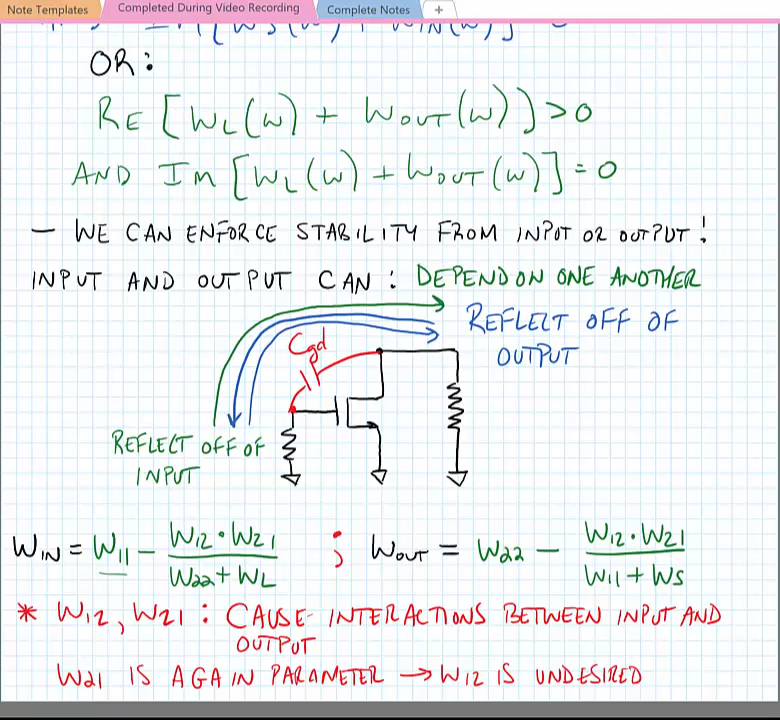 Note Templates
Completed During Video Recording
Complete Notes
+
OR:
RE [WL(ω) + WOUT(ω)] > 0
AND IM [WL(ω) + WOUT(ω)] = 0
— WE CAN ENFORCE STABILITY FROM INPUT OR OUTPUT!
INPUT AND OUTPUT CAN: DEPEND ON ONE ANOTHER
REFLECT OFF OF
OUTPUT
Cgd
REFLECT OFF OF
INPUT
WIN = W11 - W12 · W21 / W22 + WL ; WOUT = W22 - W12 · W21 / W11 + WS
* W12, W21 : CAUSE INTERACTIONS BETWEEN INPUT AND
OUTPUT
W21 IS A GAIN PARAMETER → W12 IS UNDESIRED